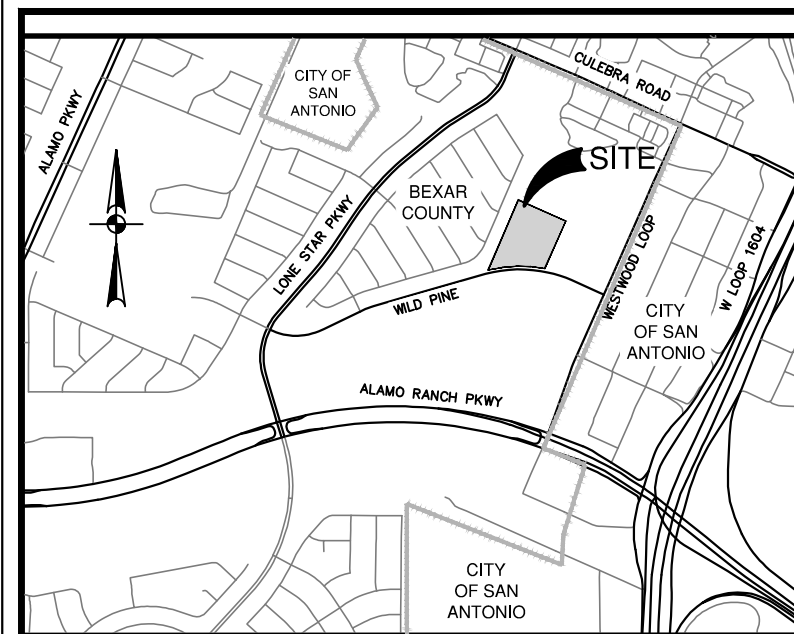 CULEBRA ROAD
CITY OF
SAN
ANTONIO
ALAMO PKWY
SITE
BEXAR
COUNTY
LONE STAR PKWY
WESTWOOD LOOP
W LOOP 1604
WILD PINE
CITY
OF SAN
ANTONIO
ALAMO RANCH PKWY
CITY
OF SAN
ANTONIO